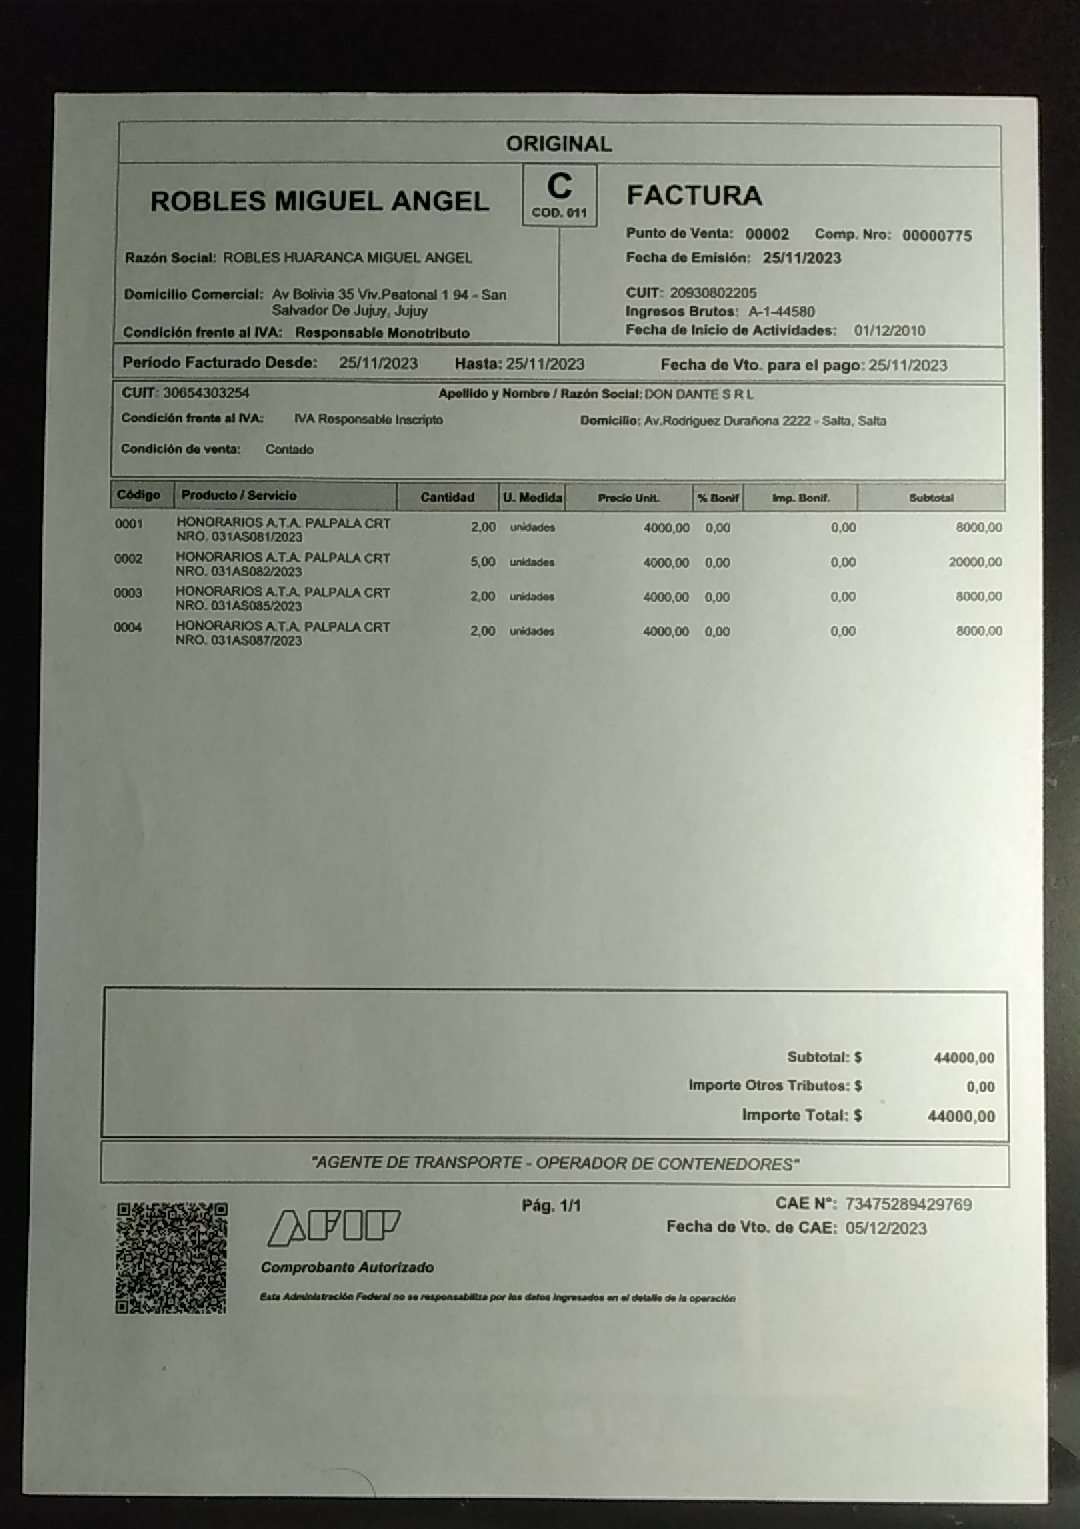 ORIGINAL
ROBLES MIGUEL ANGEL
C
COD. 011
FACTURA
Punto de Venta: 00002 Comp. Nro: 00000775
Razón Social: ROBLES HUARANCA MIGUEL ANGEL
Fecha de Emisión: 25/11/2023
Domicilio Comercial: Av Bolivia 35 Viv.Peatonal 1 94 - San
Salvador De Jujuy, Jujuy
CUIT: 20930802205
Ingresos Brutos: A-1-44580
Condición frente al IVA: Responsable Monotributo
Fecha de Inicio de Actividades: 01/12/2010
Período Facturado Desde: 25/11/2023 Hasta: 25/11/2023 Fecha de Vto. para el pago: 25/11/2023
CUIT: 30654303254 Apellido y Nombre / Razón Social: DON DANTE S R L
Condición frente al IVA: IVA Responsable Inscripto Domicilio: Av.Rodriguez Durañona 2222 - Salta, Salta
Condición de venta: Contado
Código Producto / Servicio Cantidad U. Medida Precio Unit. % Bonif Imp. Bonif. Subtotal
0001 HONORARIOS A.T.A. PALPALA CRT 2,00 unidades 4000,00 0,00 0,00 8000,00
NRO. 031AS081/2023
0002 HONORARIOS A.T.A. PALPALA CRT 5,00 unidades 4000,00 0,00 0,00 20000,00
NRO. 031AS082/2023
0003 HONORARIOS A.T.A. PALPALA CRT 2,00 unidades 4000,00 0,00 0,00 8000,00
NRO. 031AS085/2023
0004 HONORARIOS A.T.A. PALPALA CRT 2,00 unidades 4000,00 0,00 0,00 8000,00
NRO. 031AS087/2023
Subtotal: $ 44000,00
Importe Otros Tributos: $ 0,00
Importe Total: $ 44000,00
"AGENTE DE TRANSPORTE - OPERADOR DE CONTENEDORES"
AFIP
Pág. 1/1
CAE N°: 73475289429769
Fecha de Vto. de CAE: 05/12/2023
Comprobante Autorizado
Esta Administración Federal no se responsabiliza por los datos ingresados en el detalle de la operación